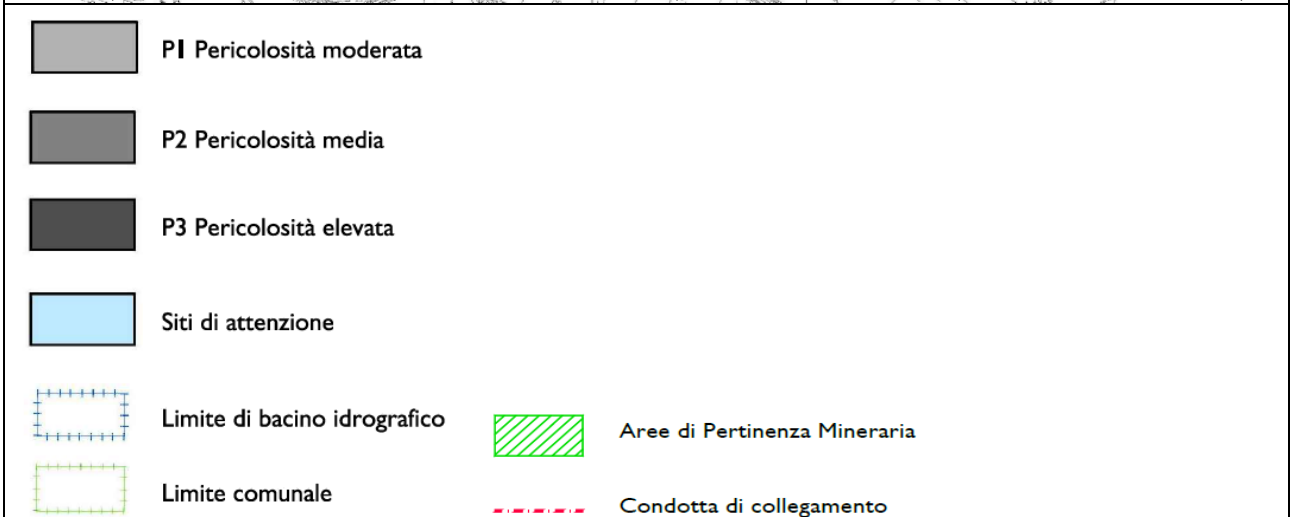 P1 Pericolosità moderata
P2 Pericolosità media
P3 Pericolosità elevata
Siti di attenzione
Limite di bacino idrografico
Aree di Pertinenza Mineraria
Limite comunale
Condotta di collegamento